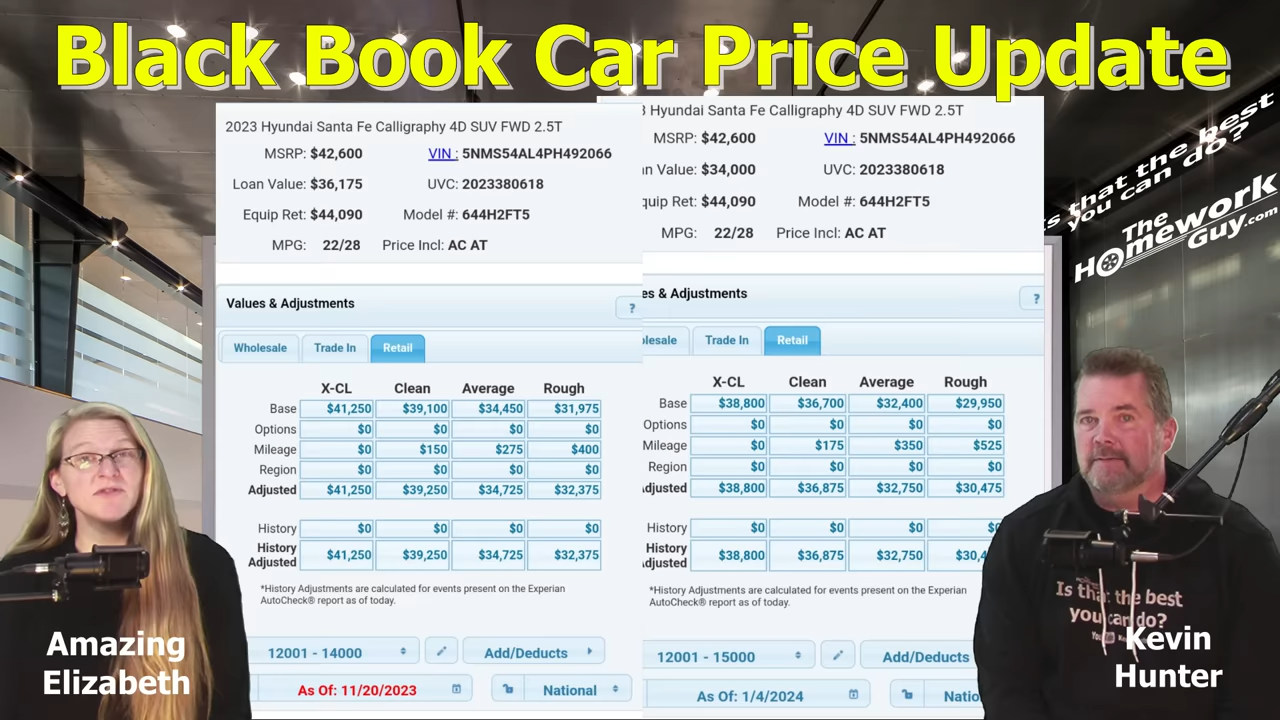 Black Book Car Price Update
2023 Hyundai Santa Fe Calligraphy 4D SUV FWD 2.5T
MSRP: $42,600 VIN : 5NMS54AL4PH492066
Loan Value: $36,175 UVC: 2023380618
Equip Ret: $44,090 Model #: 644H2FT5
MPG: 22/28 Price Incl: AC AT
Values & Adjustments ?
Wholesale Trade In Retail
X-CL Clean Average Rough
Base $41,250 $39,100 $34,450 $31,975
Options $0 $0 $0 $0
Mileage $0 $150 $275 $400
Region $0 $0 $0 $0
Adjusted $41,250 $39,250 $34,725 $32,375
History $0 $0 $0 $0
History
Adjusted $41,250 $39,250 $34,725 $32,375
*History Adjustments are calculated for events present on the Experian
AutoCheck® report as of today.
12001 - 14000 Add/Deducts
As Of: 11/20/2023 National
3 Hyundai Santa Fe Calligraphy 4D SUV FWD 2.5T
MSRP: $42,600 VIN : 5NMS54AL4PH492066
n Value: $34,000 UVC: 2023380618
quip Ret: $44,090 Model #: 644H2FT5
MPG: 22/28 Price Incl: AC AT
es & Adjustments ?
lesale Trade In Retail
X-CL Clean Average Rough
Base $38,800 $36,700 $32,400 $29,950
Options $0 $0 $0 $0
Mileage $0 $175 $350 $525
Region $0 $0 $0 $0
Adjusted $38,800 $36,875 $32,750 $30,475
History $0 $0 $0 $0
History
Adjusted $38,800 $36,875 $32,750 $30,4
*History Adjustments are calculated for events present on the Experian
AutoCheck® report as of today.
12001 - 15000 Add/Deducts
As Of: 1/4/2024 Natio
Is that the best
you can do?
The
Homework
Guy.com
Is that the best
you can do?
Amazing
Elizabeth
Kevin
Hunter